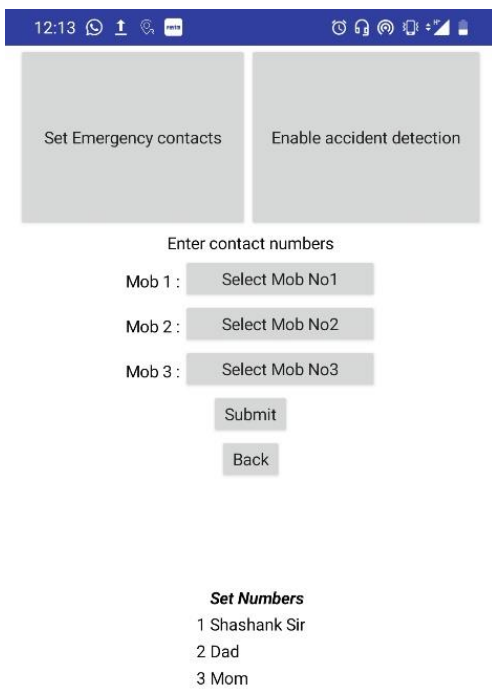 12:13
Set Emergency contacts
Enable accident detection
Enter contact numbers
Mob 1 : Select Mob No1
Mob 2 : Select Mob No2
Mob 3 : Select Mob No3
Submit
Back
Set Numbers
1 Shashank Sir
2 Dad
3 Mom